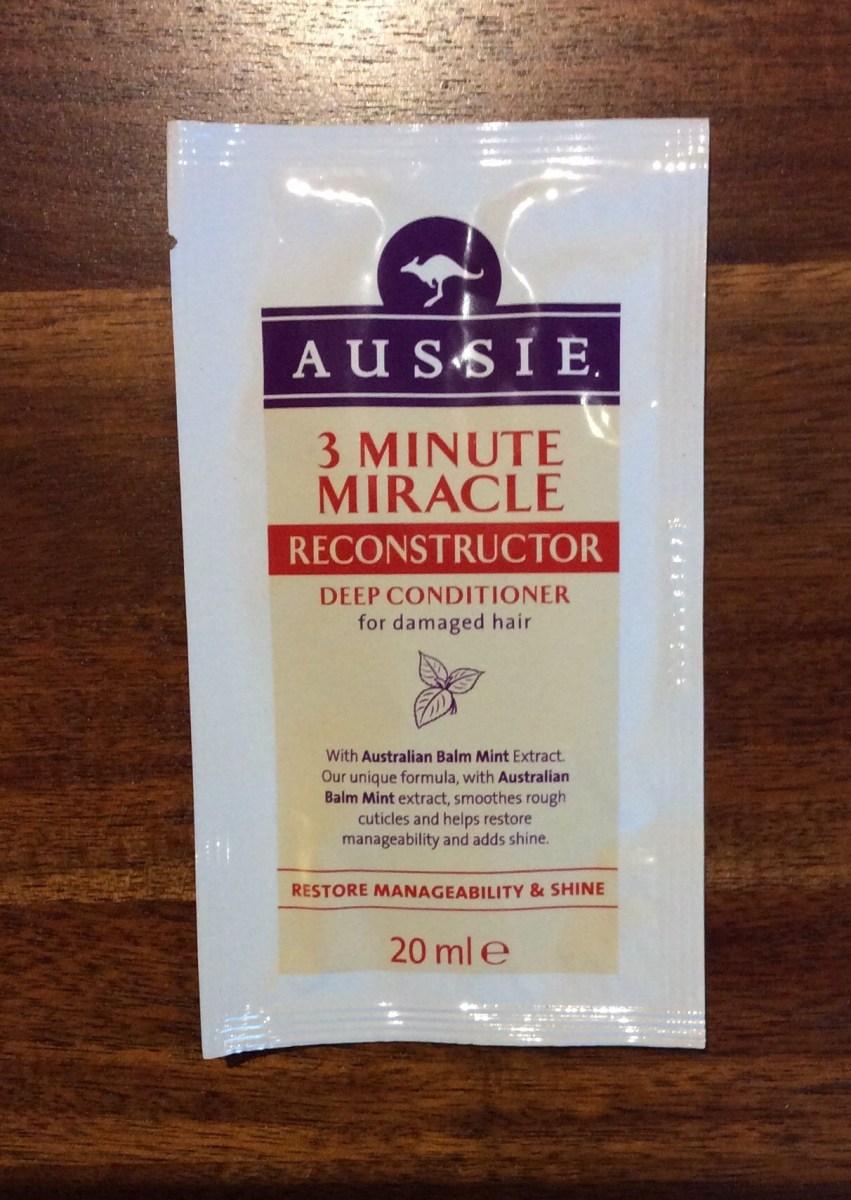 AUSSIE.
3 MINUTE
MIRACLE
RECONSTRUCTOR
DEEP CONDITIONER
for damaged hair
With Australian Balm Mint Extract.
Our unique formula, with Australian
Balm Mint extract, smoothes rough
cuticles and helps restore
manageability and adds shine.
RESTORE MANAGEABILITY & SHINE
20 ml ℮